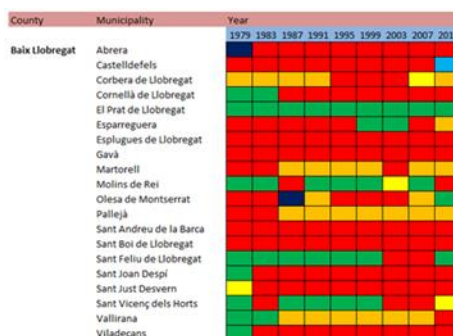 County Municipality Year
1979 1983 1987 1991 1995 1999 2003 2007 201
Baix Llobregat Abrera
Castelldefels
Corbera de Llobregat
Cornellà de Llobregat
El Prat de Llobregat
Esparreguera
Esplugues de Llobregat
Gavà
Martorell
Molins de Rei
Olesa de Montserrat
Pallejà
Sant Andreu de la Barca
Sant Boi de Llobregat
Sant Feliu de Llobregat
Sant Joan Despí
Sant Just Desvern
Sant Vicenç dels Horts
Vallirana
Viladecans